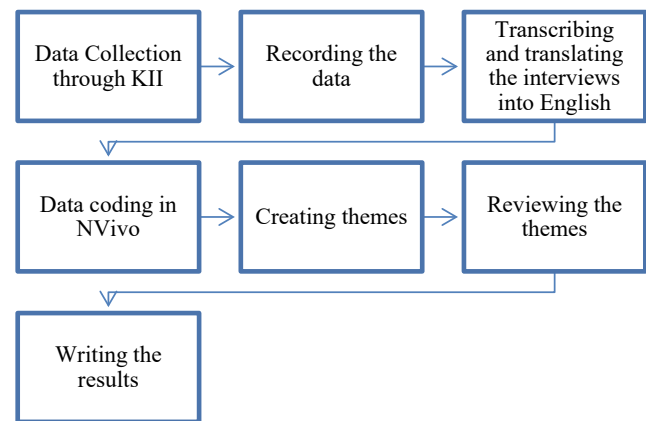 Data Collection
through KII
Recording the
data
Transcribing
and translating
the interviews
into English
Data coding in
NVivo
Creating themes
Reviewing the
themes
Writing the
results